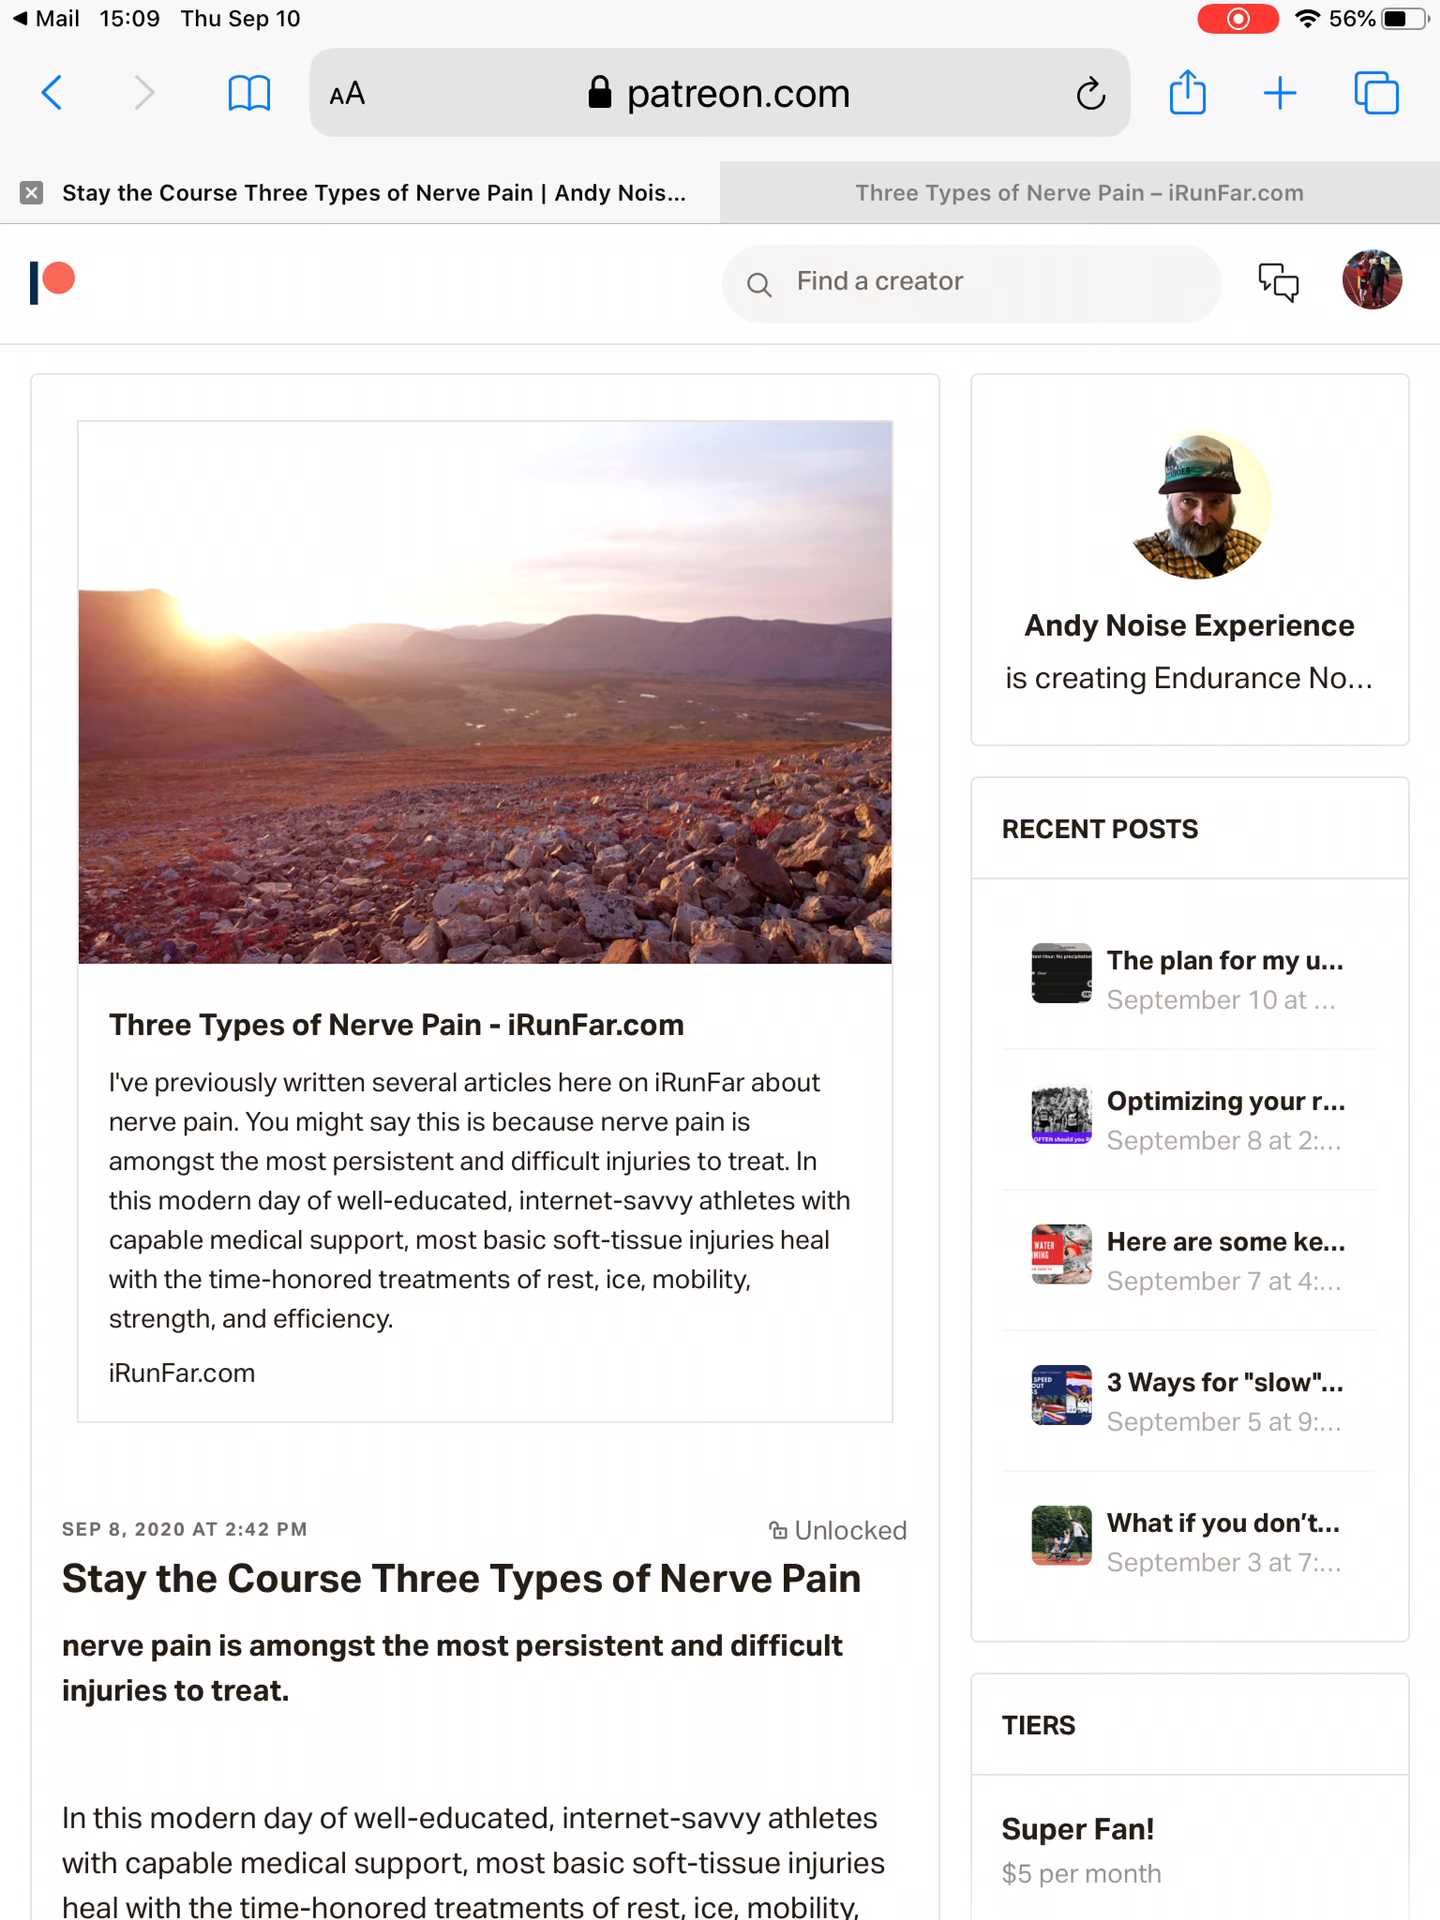 Mail 15:09 Thu Sep 10 56%
AA patreon.com
Stay the Course Three Types of Nerve Pain | Andy Nois...
Three Types of Nerve Pain – iRunFar.com
Find a creator
Three Types of Nerve Pain - iRunFar.com
I've previously written several articles here on iRunFar about
nerve pain. You might say this is because nerve pain is
amongst the most persistent and difficult injuries to treat. In
this modern day of well-educated, internet-savvy athletes with
capable medical support, most basic soft-tissue injuries heal
with the time-honored treatments of rest, ice, mobility,
strength, and efficiency.
iRunFar.com
SEP 8, 2020 AT 2:42 PM
Unlocked
Stay the Course Three Types of Nerve Pain
nerve pain is amongst the most persistent and difficult
injuries to treat.
In this modern day of well-educated, internet-savvy athletes
with capable medical support, most basic soft-tissue injuries
heal with the time-honored treatments of rest, ice, mobility,
Andy Noise Experience
is creating Endurance No...
RECENT POSTS
The plan for my u...
September 10 at ...
Optimizing your r...
September 8 at 2:...
OFTEN should you
Here are some ke...
September 7 at 4:...
WATER
3 Ways for "slow"...
September 5 at 9:...
SPEED
OUT
What if you don't...
September 3 at 7:...
TIERS
Super Fan!
$5 per month